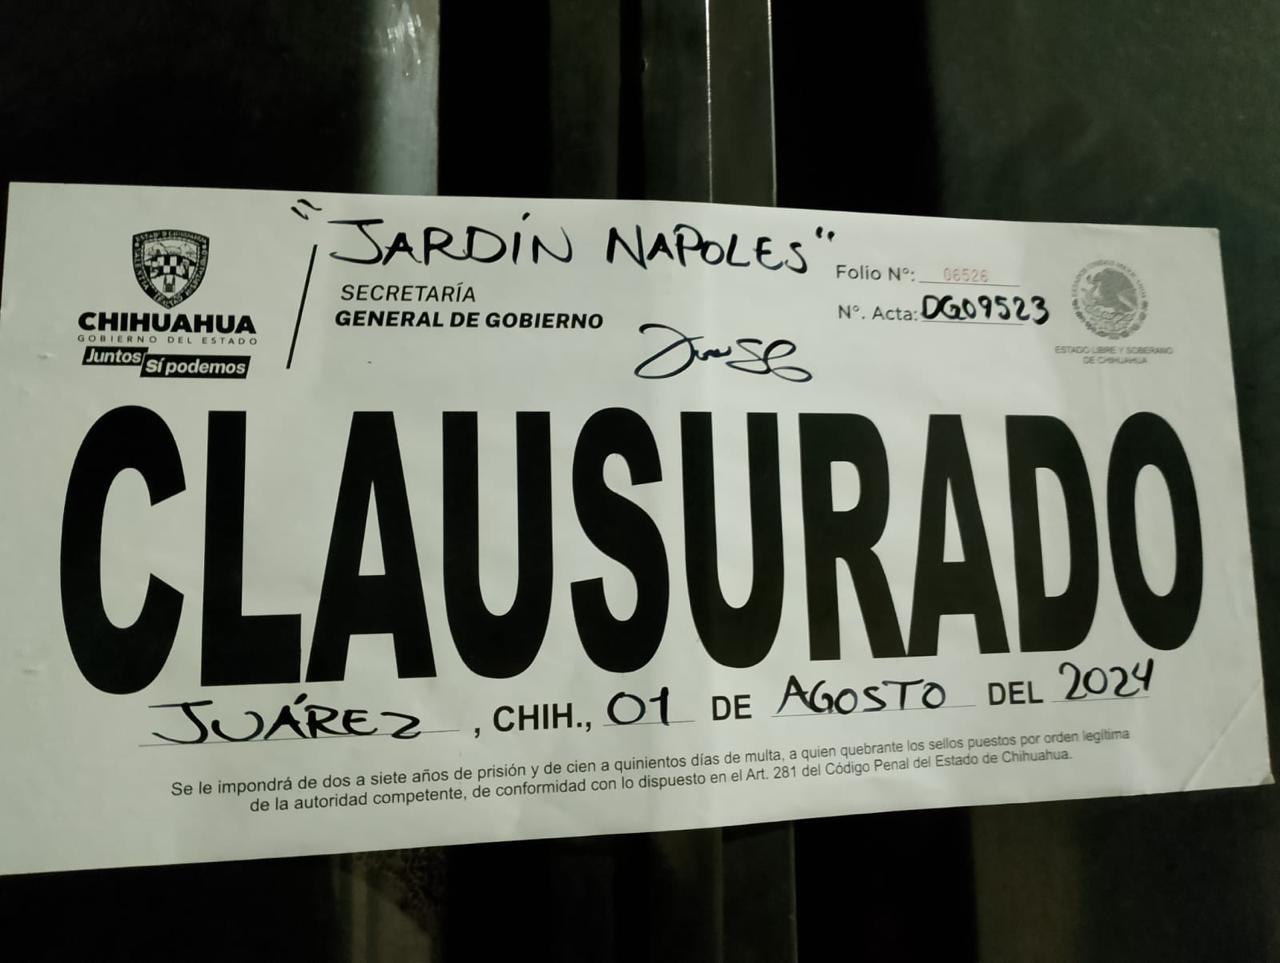 "JARDÍN NAPOLES"
CHIHUAHUA
GOBIERNO DEL ESTADO
Juntos
Sí podemos
SECRETARÍA
GENERAL DE GOBIERNO
Folio Nº: 06526
Nº. Acta: DG09523
ESTADO LIBRE Y SOBERANO
DE CHIHUAHUA
CLAUSURADO
JUÁREZ, CHIH., 01 DE AGOSTO DEL 2024
Se le impondrá de dos a siete años de prisión y de cien a quinientos días de multa, a quien quebrante los sellos puestos por orden legítima
de la autoridad competente, de conformidad con lo dispuesto en el Art. 281 del Código Penal del Estado de Chihuahua.